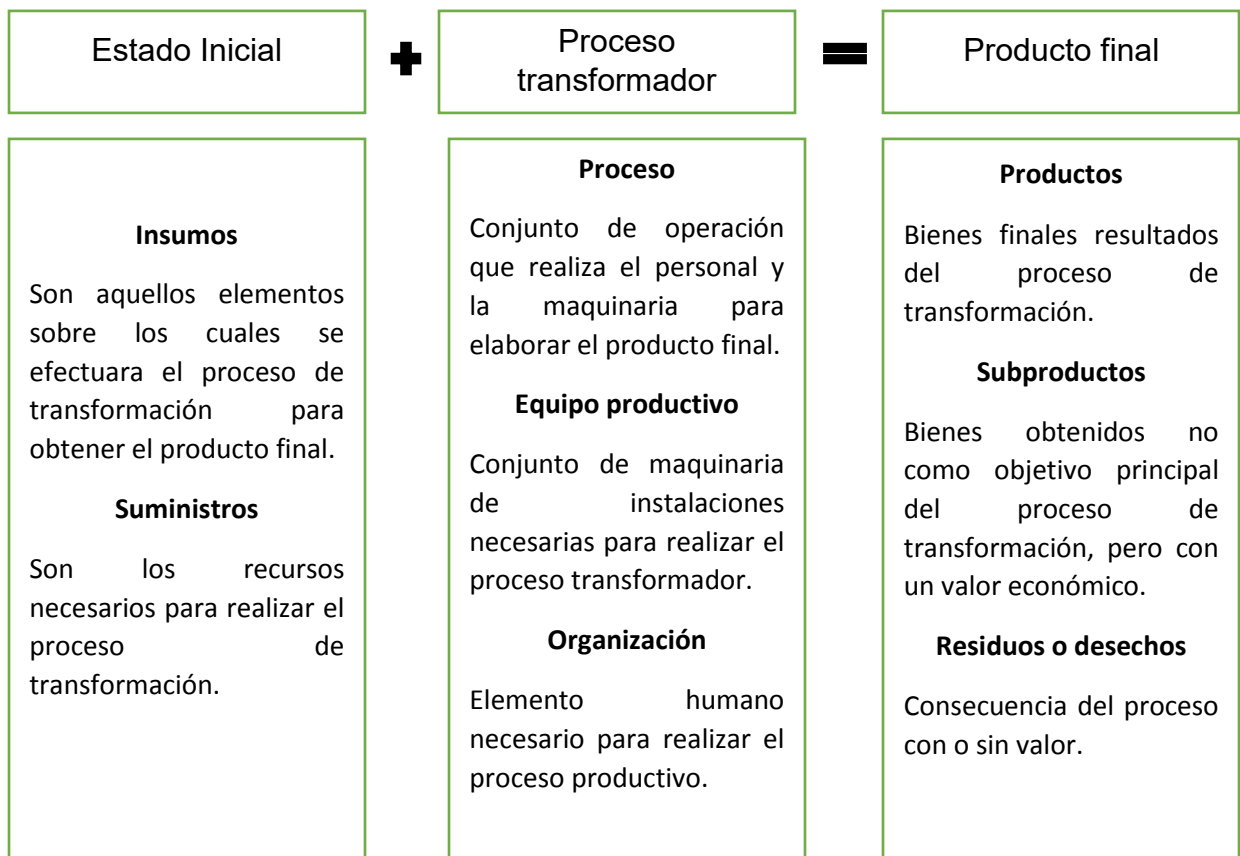 Estado Inicial
Proceso
transformador
Producto final
Insumos
Son aquellos elementos
sobre los cuales se
efectuara el proceso de
transformación para
obtener el producto final.
Suministros
Son los recursos
necesarios para realizar el
proceso de
transformación.
Proceso
Conjunto de operación
que realiza el personal y
la maquinaria para
elaborar el producto final.
Equipo productivo
Conjunto de maquinaria
de instalaciones
necesarias para realizar el
proceso transformador.
Organización
Elemento humano
necesario para realizar el
proceso productivo.
Productos
Bienes finales resultados
del proceso de
transformación.
Subproductos
Bienes obtenidos no
como objetivo principal
del proceso de
transformación, pero con
un valor económico.
Residuos o desechos
Consecuencia del proceso
con o sin valor.